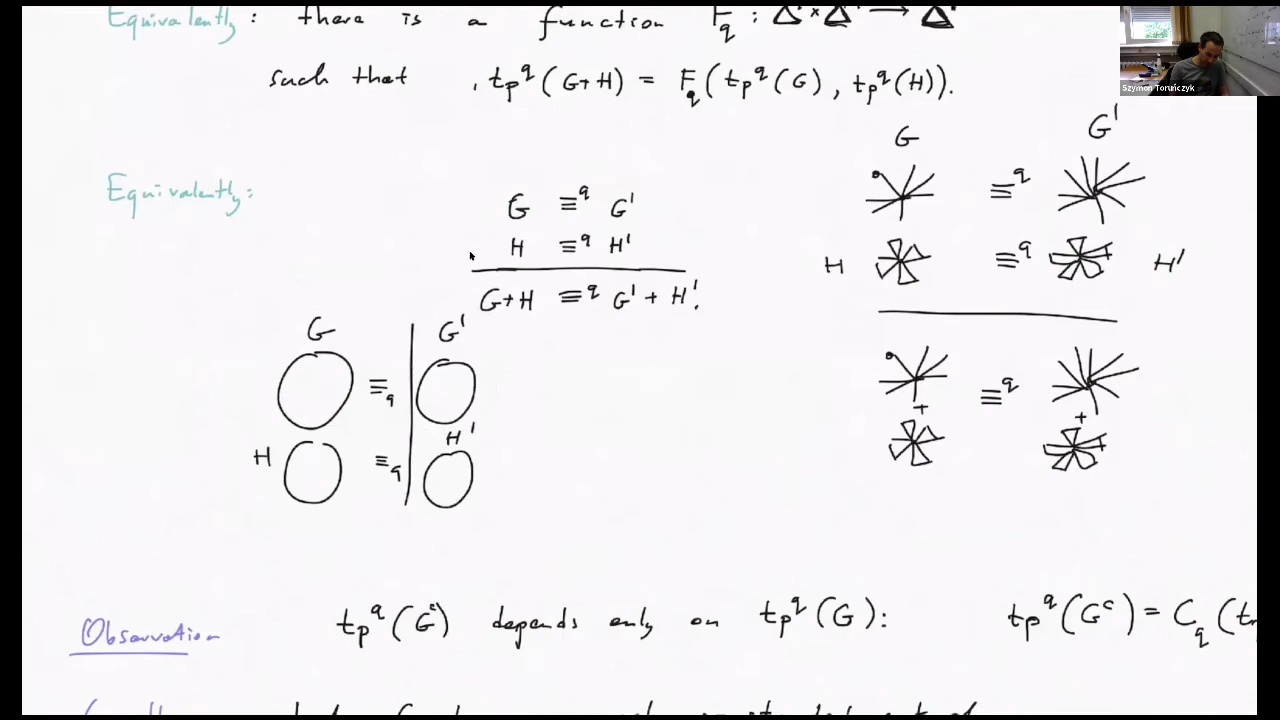 Equivalently: there is a function F_q : Δ × Δ → Δ
such that , tp^q(G+H) = F_q(tp^q(G), tp^q(H)).
Szymon Toruńczyk
Equivalently:
G ≡^q G'
H ≡^q H'
G+H ≡^q G'+H'.
G G'
≡^q
H ≡^q H'
≡^q
+ +
G G'
≡_q
H ≡_q H'
Observation tp^q(G^c) depends only on tp^q(G): tp^q(G^c) = C_q(